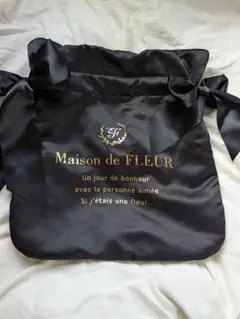 F
Maison de FLEUR
Un jour de bonheur
avec la personne aimée
Si j'étais une fleur...